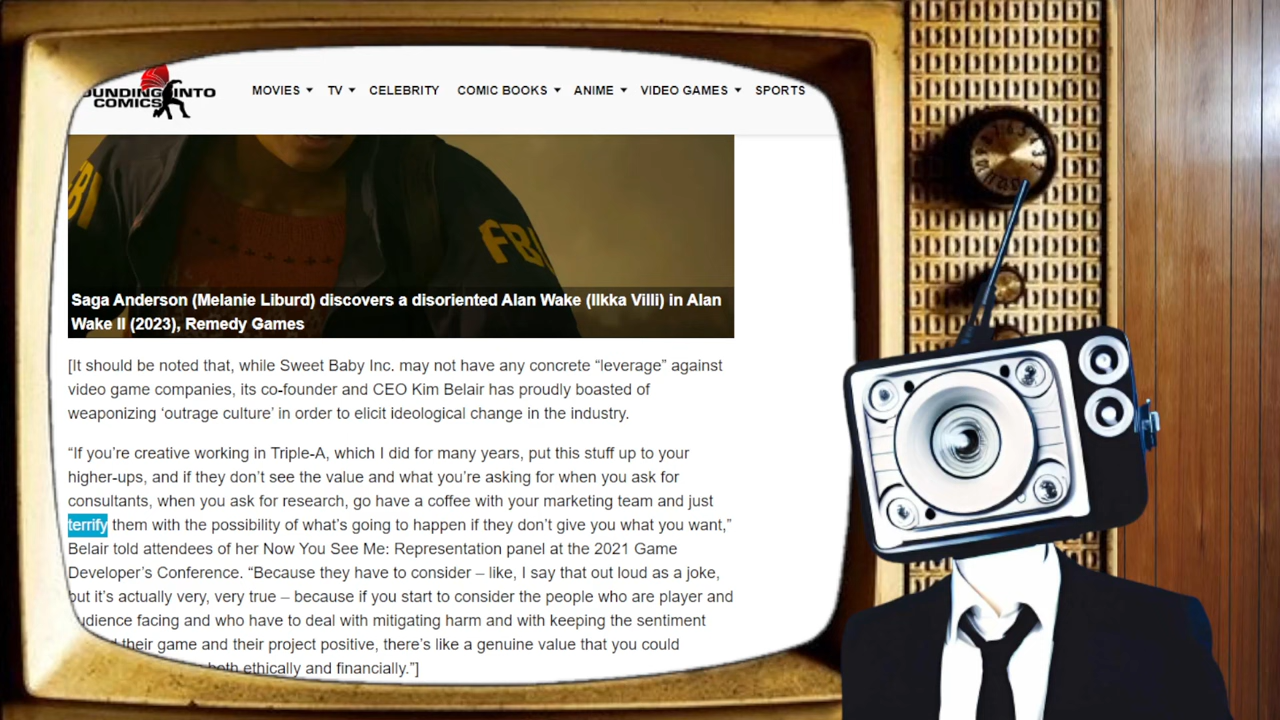 OUNDING INTO
COMICS
MOVIES TV CELEBRITY COMIC BOOKS ANIME VIDEO GAMES SPORTS
FBI
FBI
Saga Anderson (Melanie Liburd) discovers a disoriented Alan Wake (Ilkka Villi) in Alan
Wake II (2023), Remedy Games
[It should be noted that, while Sweet Baby Inc. may not have any concrete “leverage” against
video game companies, its co-founder and CEO Kim Belair has proudly boasted of
weaponizing ‘outrage culture’ in order to elicit ideological change in the industry.
“If you’re creative working in Triple-A, which I did for many years, put this stuff up to your
higher-ups, and if they don’t see the value and what you’re asking for when you ask for
consultants, when you ask for research, go have a coffee with your marketing team and just
terrify them with the possibility of what’s going to happen if they don’t give you what you want,”
Belair told attendees of her Now You See Me: Representation panel at the 2021 Game
Developer’s Conference. “Because they have to consider – like, I say that out loud as a joke,
but it’s actually very, very true – because if you start to consider the people who are player and
audience facing and who have to deal with mitigating harm and with keeping the sentiment
their game and their project positive, there’s like a genuine value that you could
both ethically and financially.”]